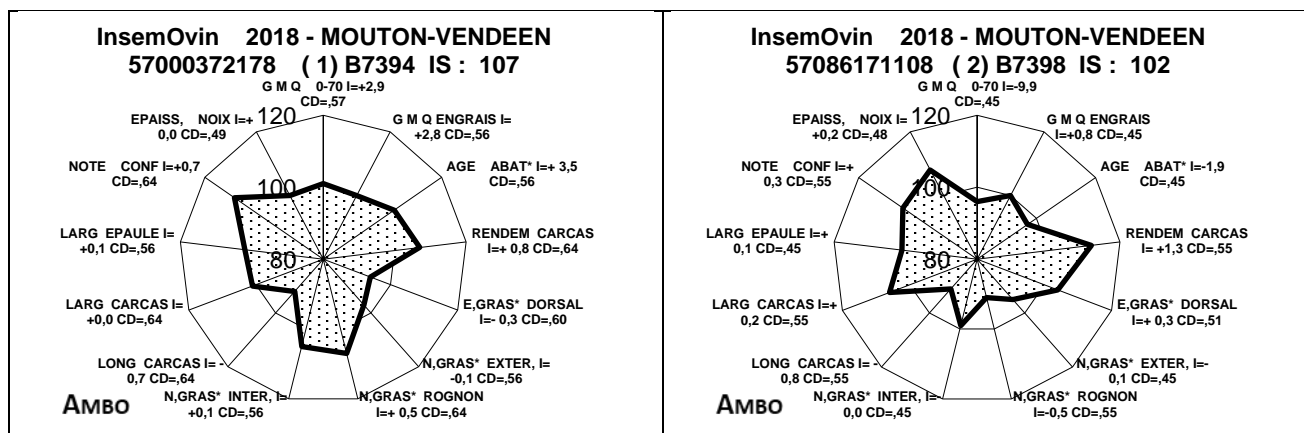 InsemOvin 2018 - MOUTON-VENDEEN
57000372178 ( 1) B7394 IS : 107
G M Q 0-70 I=+2,9
CD=,57
G M Q ENGRAIS I=
+2,8 CD=,56
AGE ABAT* I=+ 3,5
CD=,56
RENDEM CARCAS
I=+ 0,8 CD=,64
E,GRAS* DORSAL
I=- 0,3 CD=,60
N,GRAS* EXTER, I=
-0,1 CD=,56
N,GRAS* ROGNON
I=+ 0,5 CD=,64
N,GRAS* INTER, I=
+0,1 CD=,56
LONG CARCAS I= -
0,7 CD=,64
LARG CARCAS I=
+0,0 CD=,64
LARG EPAULE I=
+0,1 CD=,56
NOTE CONF I=+0,7
CD=,64
EPAISS, NOIX I=+
0,0 CD=,49
120
100
80
AMBO
InsemOvin 2018 - MOUTON-VENDEEN
57086171108 ( 2) B7398 IS : 102
G M Q 0-70 I=-9,9
CD=,45
G M Q ENGRAIS
I=+0,8 CD=,45
AGE ABAT* I=-1,9
CD=,45
RENDEM CARCAS
I= +1,3 CD=,55
E,GRAS* DORSAL
I=+ 0,3 CD=,51
N,GRAS* EXTER, I=-
0,1 CD=,45
N,GRAS* ROGNON
I=-0,5 CD=,55
N,GRAS* INTER, I=-
0,0 CD=,45
LONG CARCAS I= -
0,8 CD=,55
LARG CARCAS I=+
0,2 CD=,55
LARG EPAULE I=+
0,1 CD=,45
NOTE CONF I=+
0,3 CD=,55
EPAISS, NOIX I=
+0,2 CD=,48
120
100
80
AMBO